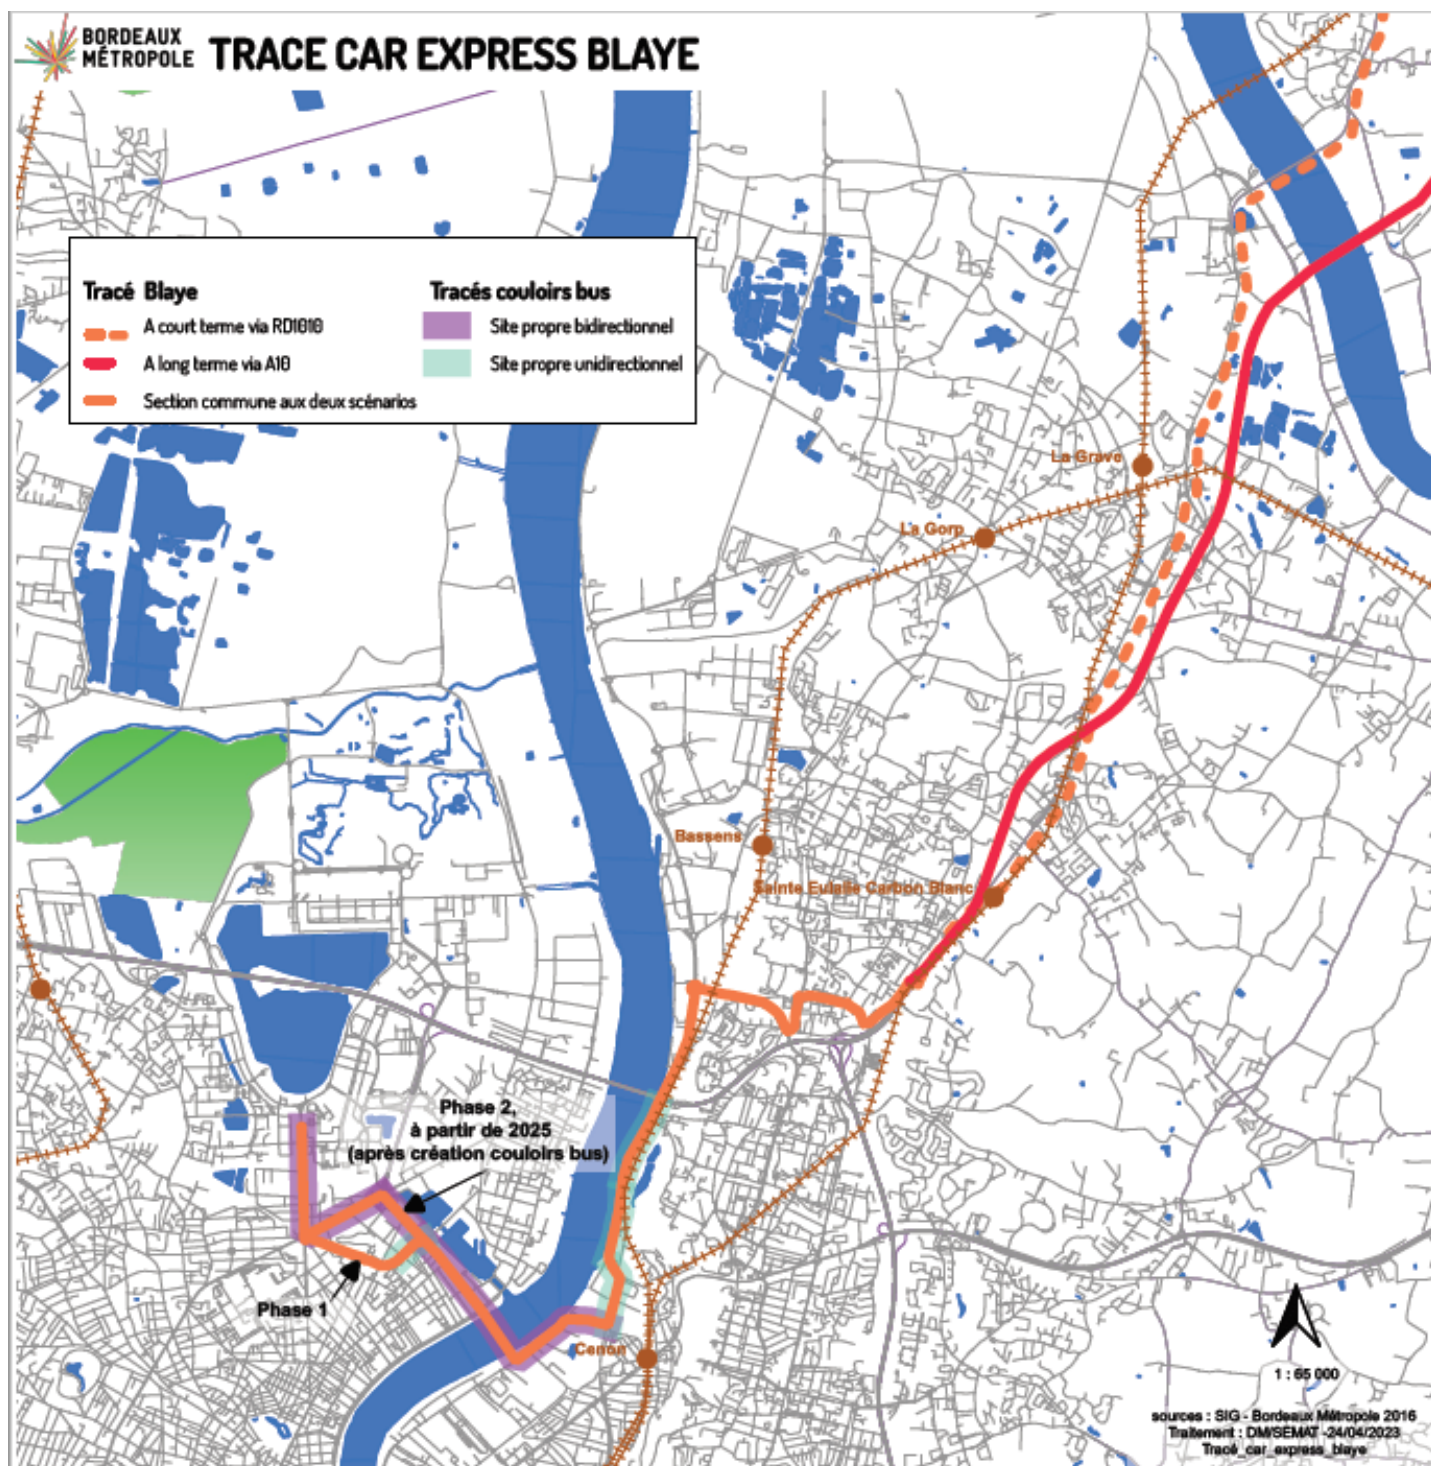 BORDEAUX
MÉTROPOLE
TRACE CAR EXPRESS BLAYE
Tracé Blaye
A court terme via RD1010
A long terme via A10
Section commune aux deux scénarios
Tracés couloirs bus
Site propre bidirectionnel
Site propre unidirectionnel
La Grave
La Gorp
Bassens
Sainte Eulalie Carbon Blanc
Phase 2,
à partir de 2025
(après création couloirs bus)
Phase 1
Cenon
1 : 65 000
sources : SIG - Bordeaux Métropole 2016
Traitement : DM/SEMAT -24/04/2023
Tracé_car_express_blaye